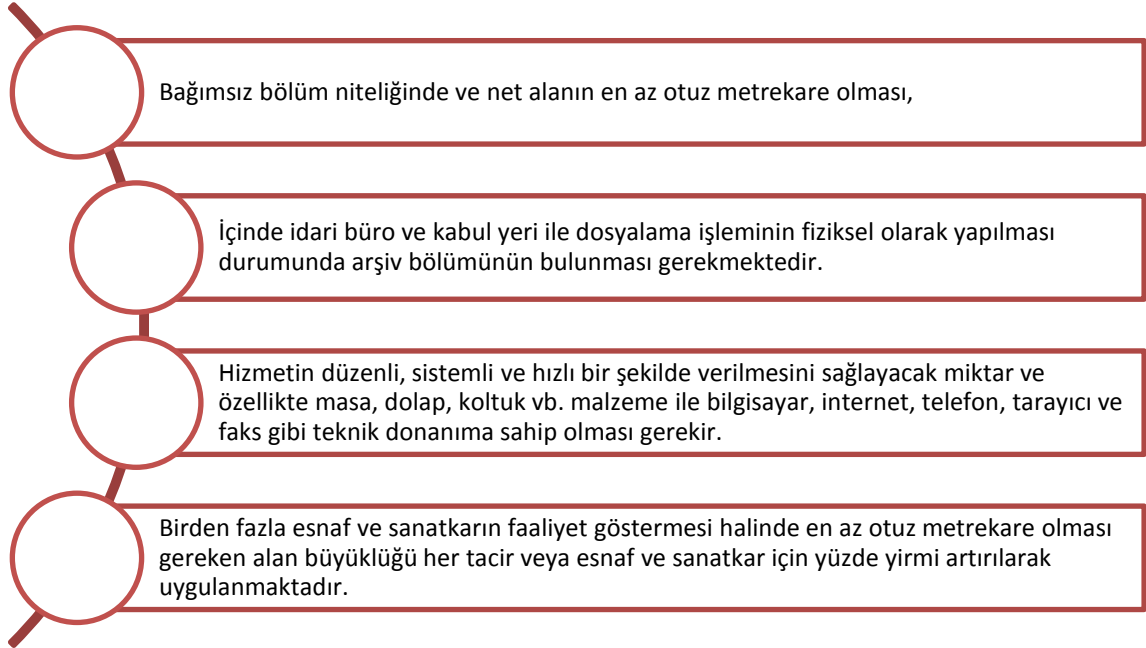 Bağımsız bölüm niteliğinde ve net alanın en az otuz metrekare olması,
İçinde idari büro ve kabul yeri ile dosyalama işleminin fiziksel olarak yapılması
durumunda arşiv bölümünün bulunması gerekmektedir.
Hizmetin düzenli, sistemli ve hızlı bir şekilde verilmesini sağlayacak miktar ve
özellikte masa, dolap, koltuk vb. malzeme ile bilgisayar, internet, telefon, tarayıcı ve
faks gibi teknik donanıma sahip olması gerekir.
Birden fazla esnaf ve sanatkarın faaliyet göstermesi halinde en az otuz metrekare olması
gereken alan büyüklüğü her tacir veya esnaf ve sanatkar için yüzde yirmi artırılarak
uygulanmaktadır.